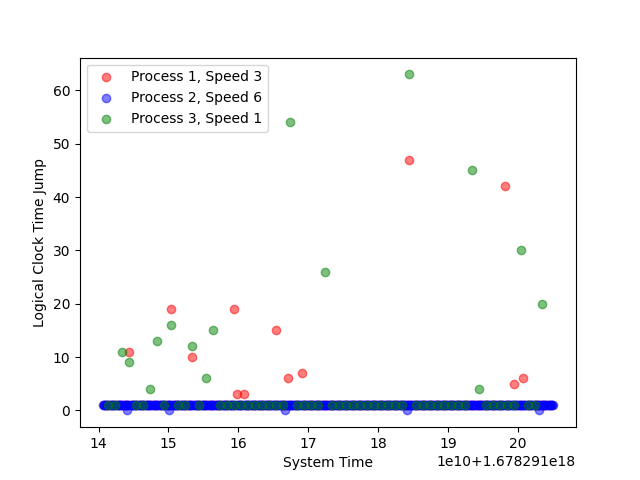 Process 1, Speed 3
Process 2, Speed 6
Process 3, Speed 1
60
50
40
30
20
10
0
Logical Clock Time Jump
14 15 16 17 18 19 20
System Time
1e10+1.678291e18